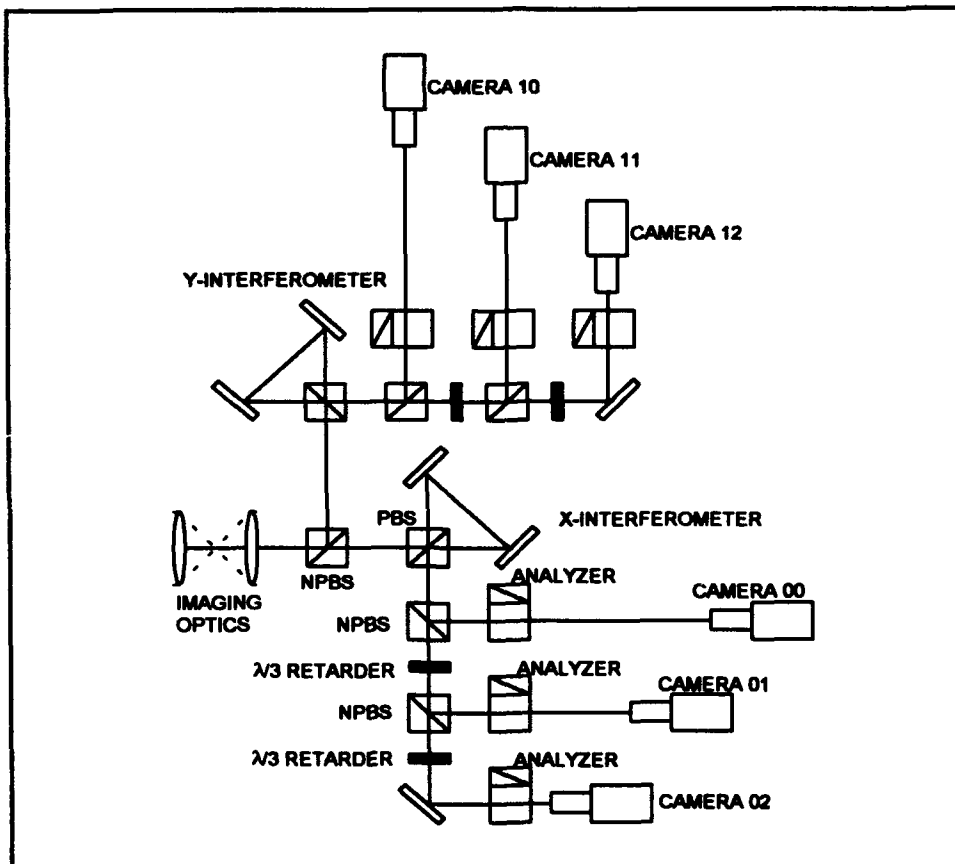 CAMERA 10
CAMERA 11
CAMERA 12
Y-INTERFEROMETER
PBS
X-INTERFEROMETER
NPBS
IMAGING
OPTICS
ANALYZER
CAMERA 00
NPBS
λ/3 RETARDER
ANALYZER
CAMERA 01
NPBS
λ/3 RETARDER
ANALYZER
CAMERA 02